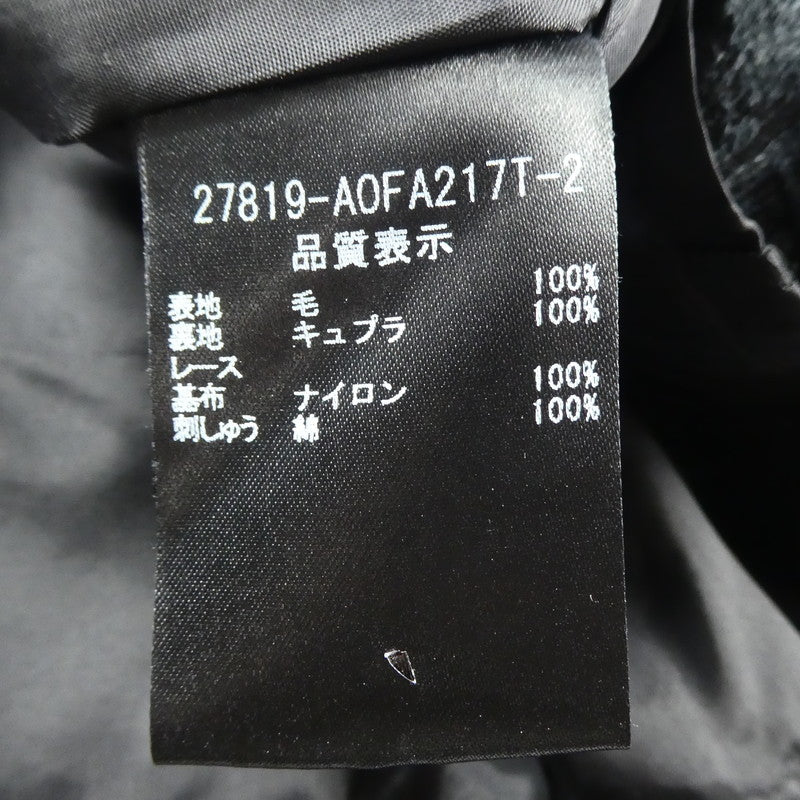 27819-AOFA217T-2
品質表示
表地 毛 100%
裏地 キュプラ 100%
レース
基布 ナイロン 100%
刺しゅう 綿 100%